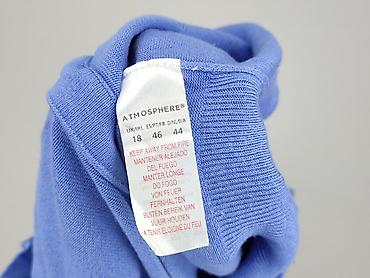 ATMOSPHERE®
18 46 44
KEEP AWAY FROM FIRE
MANTENER ALEJADO
DEL FUEGO
MANTER LONGE
DO FOGO
VON FEUER
FERNHALTEN
BUITEN BEREIK VAN
VUUR HOUDEN
A TENIR ELOIGNE DU FEU